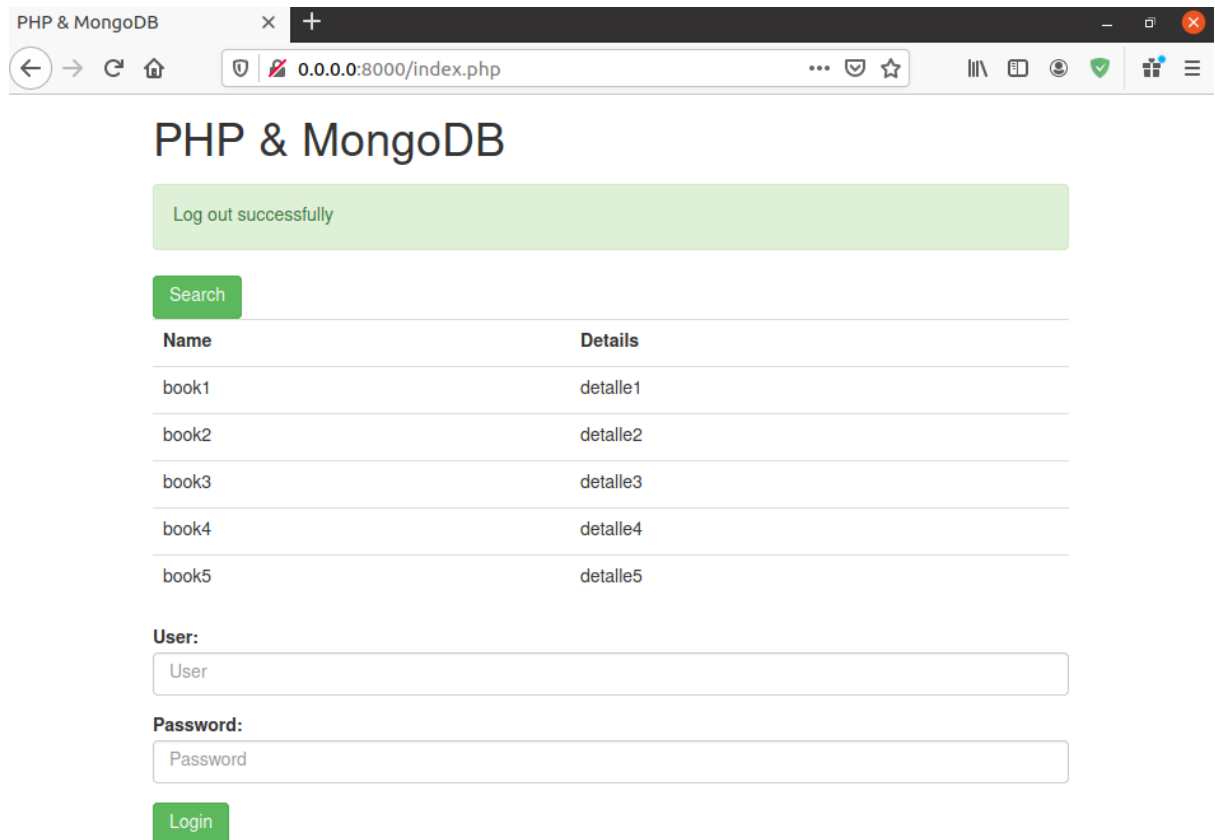 PHP & MongoDB
0.0.0.0:8000/index.php
PHP & MongoDB
Log out successfully
Search
Name Details
book1 detalle1
book2 detalle2
book3 detalle3
book4 detalle4
book5 detalle5
User:
User
Password:
Password
Login